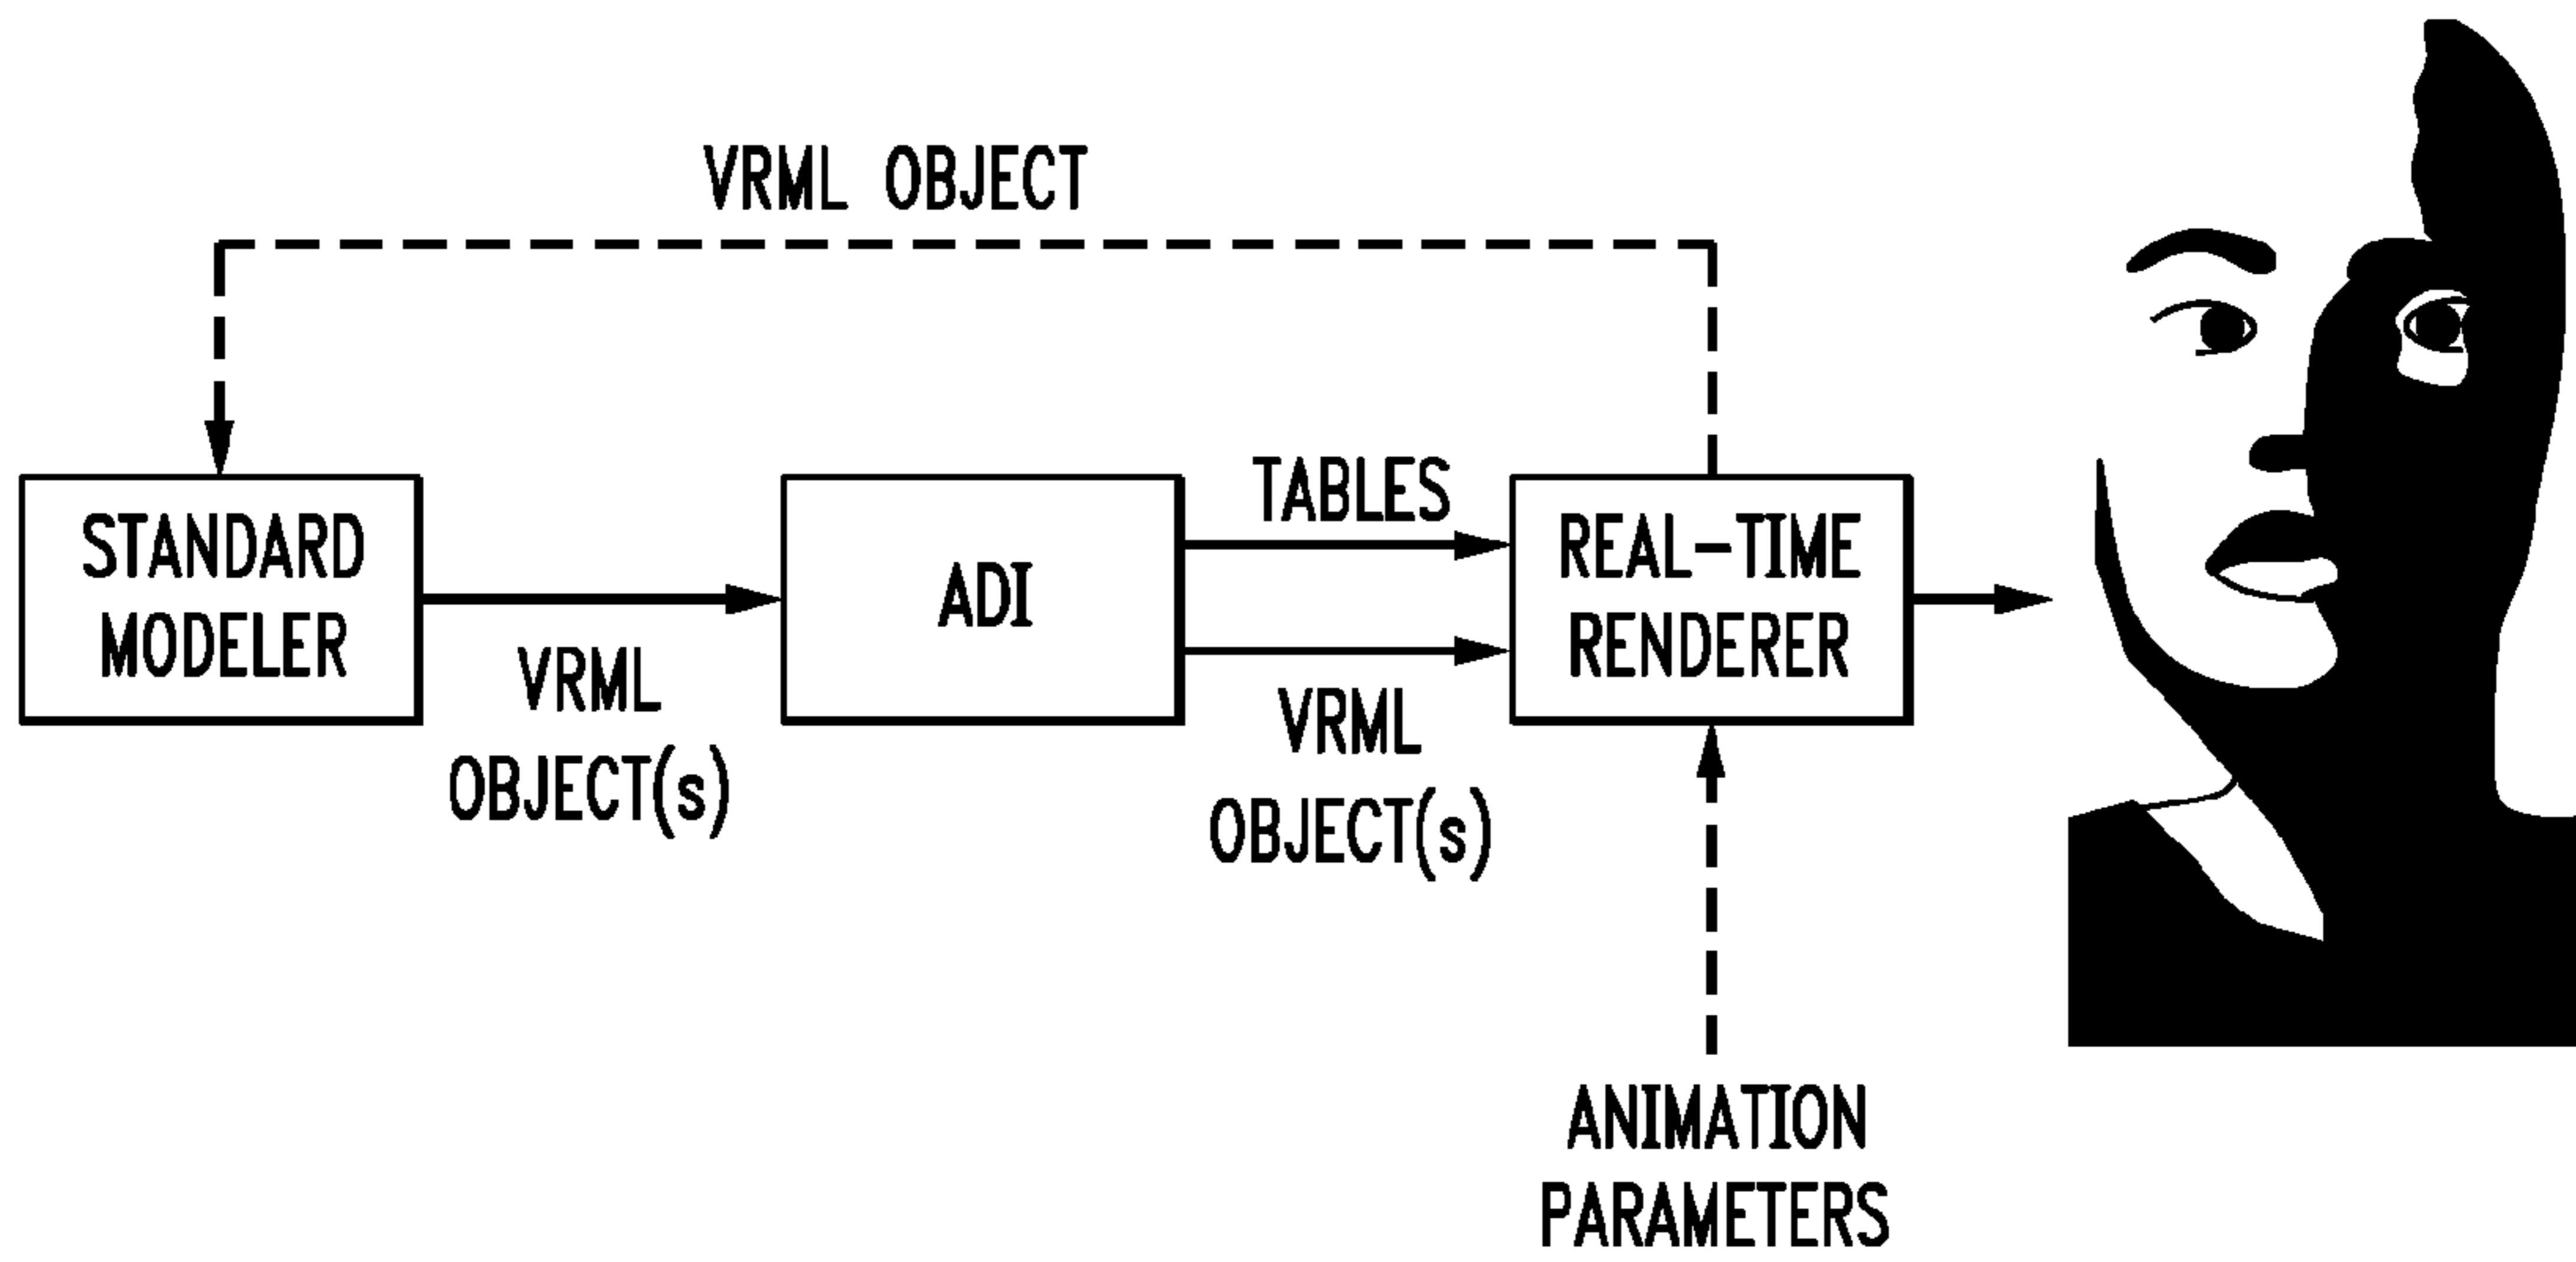 VRML OBJECT
STANDARD
MODELER
VRML
OBJECT(s)
ADI
TABLES
VRML
OBJECT(s)
REAL-TIME
RENDERER
ANIMATION
PARAMETERS